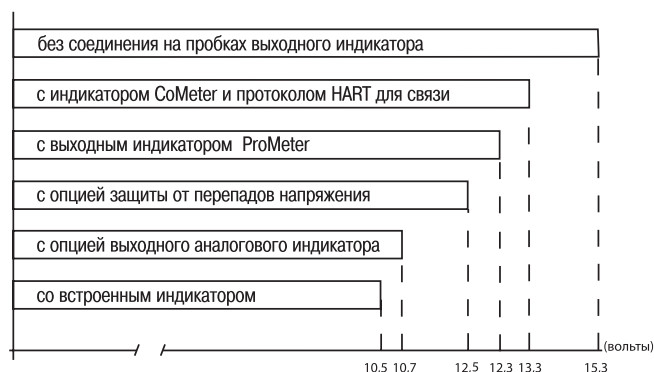 без соединения на пробках выходного индикатора
с индикатором CoMeter и протоколом HART для связи
с выходным индикатором ProMeter
с опцией защиты от перепадов напряжения
с опцией выходного аналогового индикатора
со встроенным индикатором
(вольты)
10.5 10.7 12.5 12.3 13.3 15.3